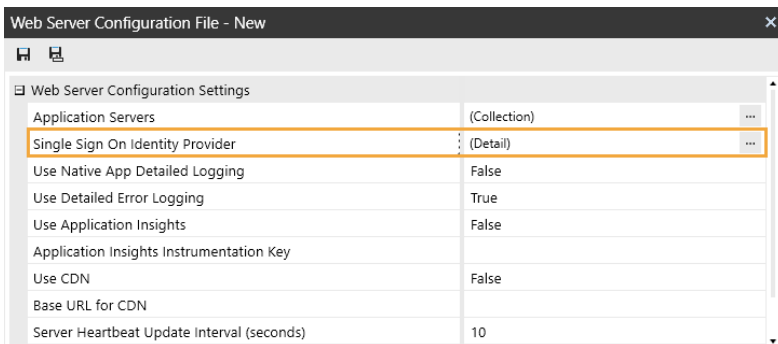 Web Server Configuration File - New
Web Server Configuration Settings
Application Servers (Collection) ...
Single Sign On Identity Provider (Detail) ...
Use Native App Detailed Logging False
Use Detailed Error Logging True
Use Application Insights False
Application Insights Instrumentation Key
Use CDN False
Base URL for CDN
Server Heartbeat Update Interval (seconds) 10